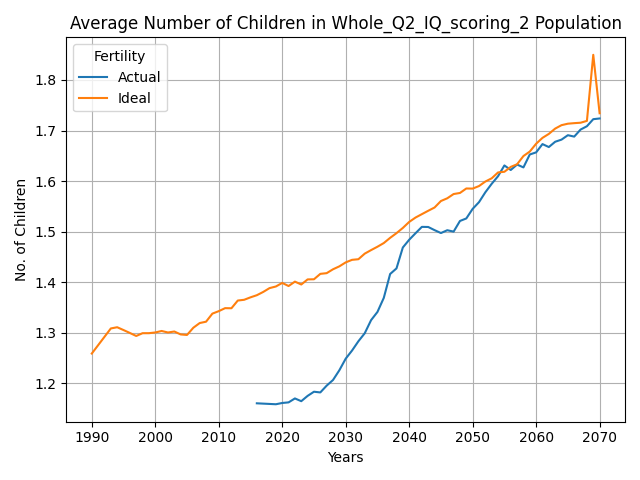 Average Number of Children in Whole_Q2_IQ_scoring_2 Population
Fertility
Actual
Ideal
No. of Children
1.8
1.7
1.6
1.5
1.4
1.3
1.2
1990 2000 2010 2020 2030 2040 2050 2060 2070
Years